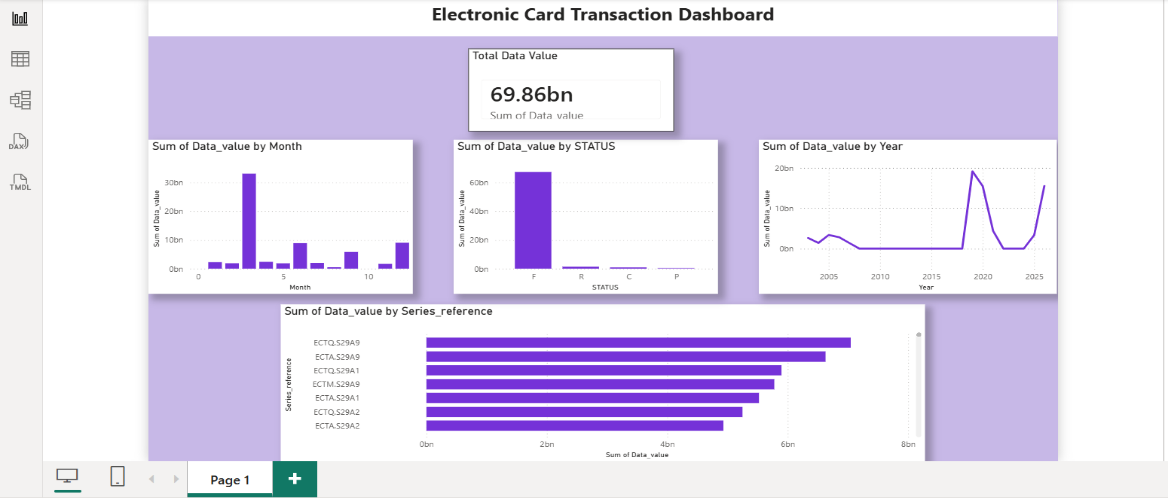 Electronic Card Transaction Dashboard
Total Data Value
69.86bn
Sum of Data_value
DAX
TMDL
Sum of Data_value by Month
Sum of Data_value
30bn
20bn
10bn
0bn
0
5
10
Month
Sum of Data_value by STATUS
Sum of Data_value
60bn
40bn
20bn
0bn
F
R
C
P
STATUS
Sum of Data_value by Year
Sum of Data_value
20bn
10bn
0bn
2005
2010
2015
2020
2025
Year
Sum of Data_value by Series_reference
Series_reference
ECTQ.S29A9
ECTA.S29A9
ECTQ.S29A1
ECTM.S29A9
ECTA.S29A1
ECTQ.S29A2
ECTA.S29A2
0bn
2bn
4bn
6bn
8bn
Sum of Data_value
Page 1
+